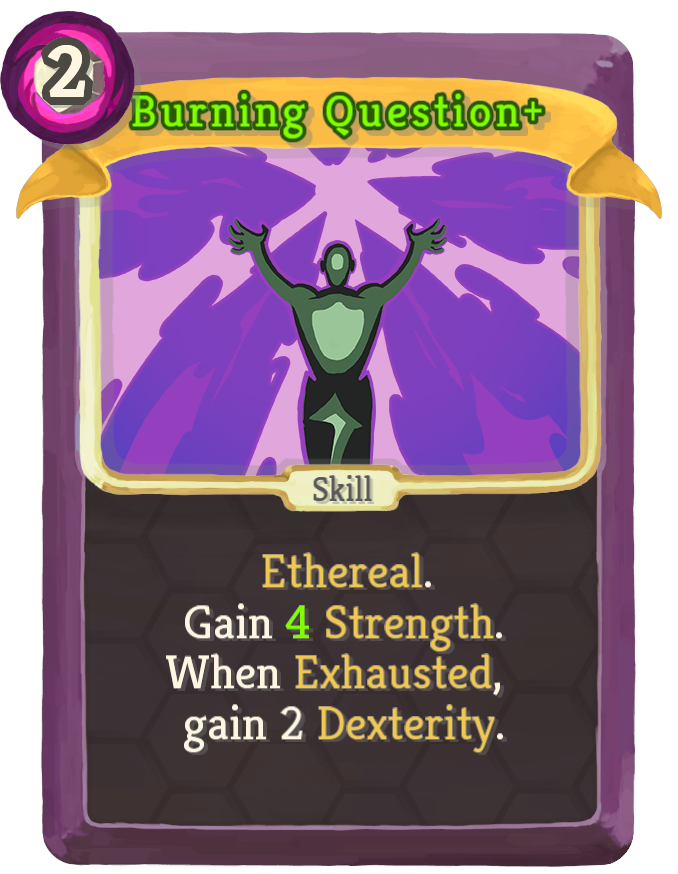 2
Burning Question+
Skill
Ethereal.
Gain 4 Strength.
When Exhausted,
gain 2 Dexterity.